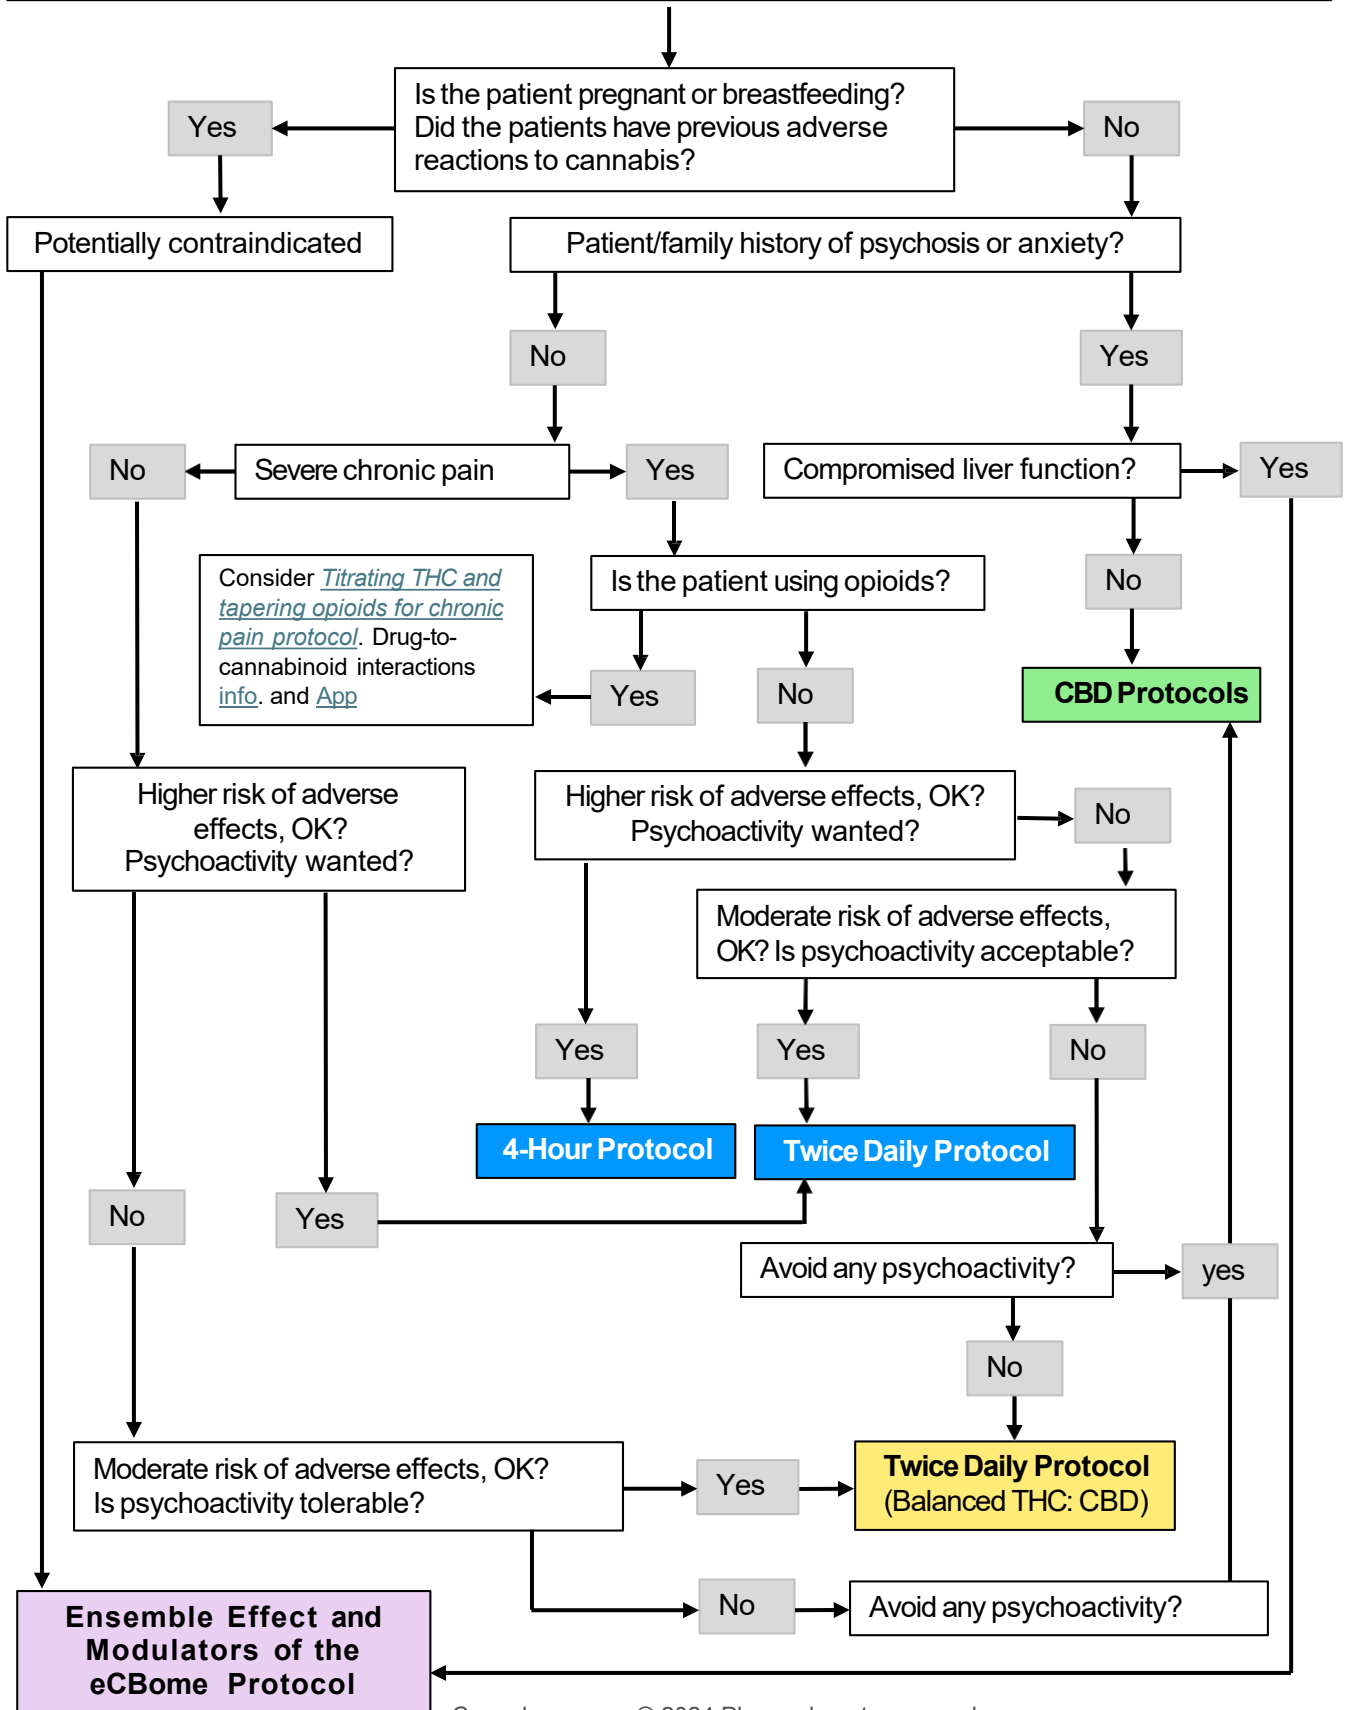 Is the patient pregnant or breastfeeding?
Did the patients have previous adverse
reactions to cannabis?
Yes
No
Potentially contraindicated
Patient/family history of psychosis or anxiety?
No
Yes
No
Severe chronic pain
Yes
Compromised liver function?
Yes
Consider Titrating THC and
tapering opioids for chronic
pain protocol. Drug-to-
cannabinoid interactions
info. and App
Is the patient using opioids?
No
Yes
No
CBD Protocols
Higher risk of adverse
effects, OK?
Psychoactivity wanted?
Higher risk of adverse effects, OK?
Psychoactivity wanted?
No
Moderate risk of adverse effects,
OK? Is psychoactivity acceptable?
Yes
Yes
No
4-Hour Protocol
Twice Daily Protocol
No
Yes
Avoid any psychoactivity?
yes
No
Moderate risk of adverse effects, OK?
Is psychoactivity tolerable?
Yes
Twice Daily Protocol
(Balanced THC: CBD)
No
Avoid any psychoactivity?
Ensemble Effect and
Modulators of the
eCBome Protocol
© 2024